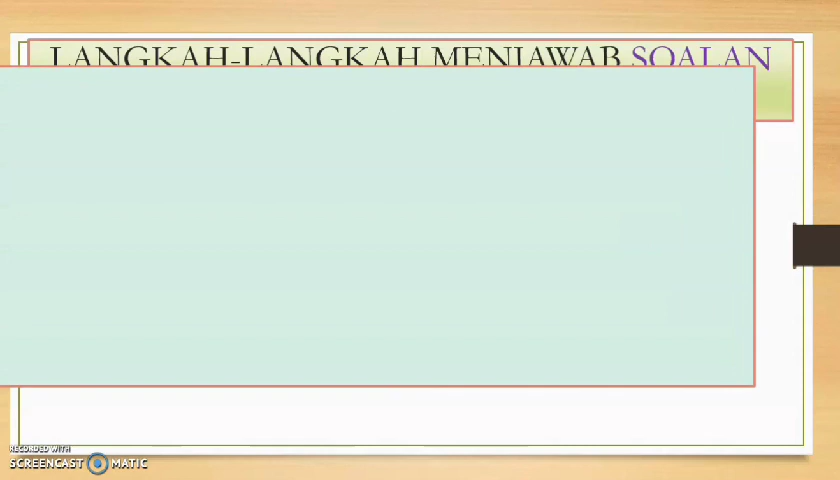 LANGKAH-LANGKAH MENJAWAB SOALAN
RECORDED WITH
SCREENCAST MATIC